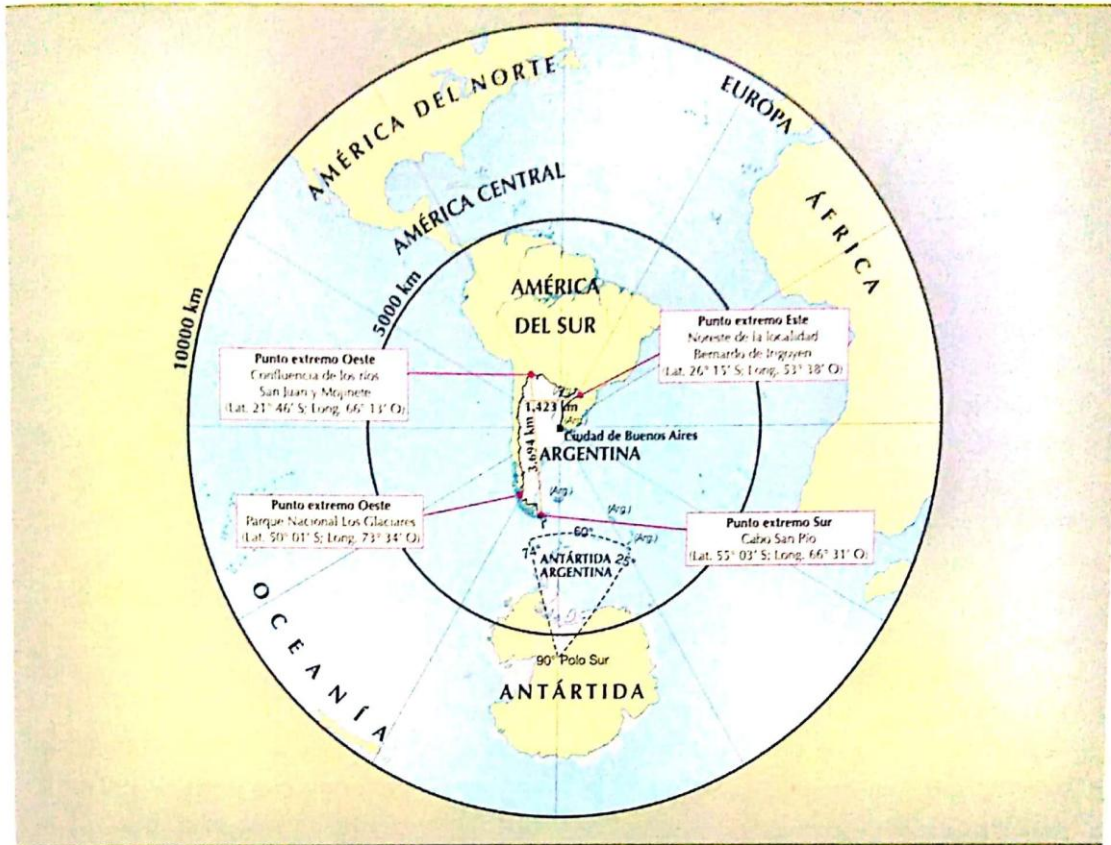 AMÉRICA DEL NORTE
EUROPA
AMÉRICA CENTRAL
ÁFRICA
10000 km
5000 km
AMÉRICA
DEL SUR
Punto extremo Oeste
Confluencia de los ríos
San Juan y Mojinete
(Lat. 21° 46' S; Long. 66° 13' O)
Punto extremo Este
Noreste de la localidad
Bernardo de Irigoyen
(Lat. 26° 15' S; Long. 53° 38' O)
(Arg.)
1.423 km
(Arg.)
3.694 km
Ciudad de Buenos Aires
ARGENTINA
Punto extremo Oeste
Parque Nacional Los Glaciares
(Lat. 50° 01' S; Long. 73° 34' O)
(Arg.)
(Arg.)
(Arg.)
Punto extremo Sur
Cabo San Pío
(Lat. 55° 03' S; Long. 66° 31' O)
60°
74°
25°
ANTÁRTIDA
ARGENTINA
OCEANÍA
90° Polo Sur
ANTÁRTIDA